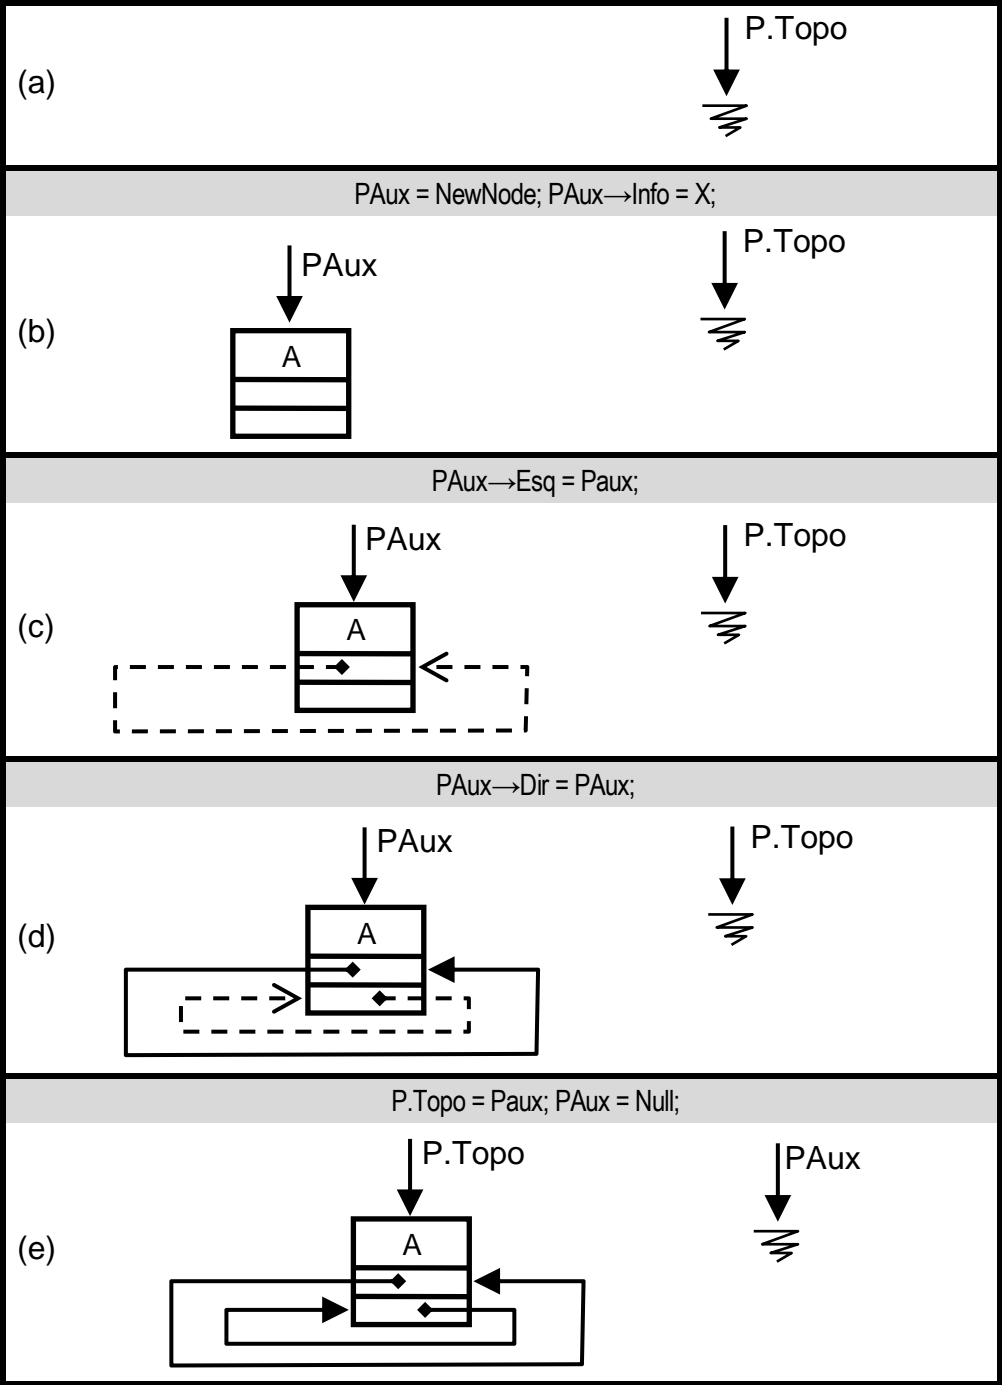 P.Topo
(a)
PAux = NewNode; PAux→Info = X;
P.Topo
PAux
(b)
A
PAux→Esq = Paux;
PAux
P.Topo
(c)
A
PAux→Dir = PAux;
PAux
P.Topo
(d)
A
P.Topo = Paux; PAux = Null;
P.Topo
PAux
(e)
A